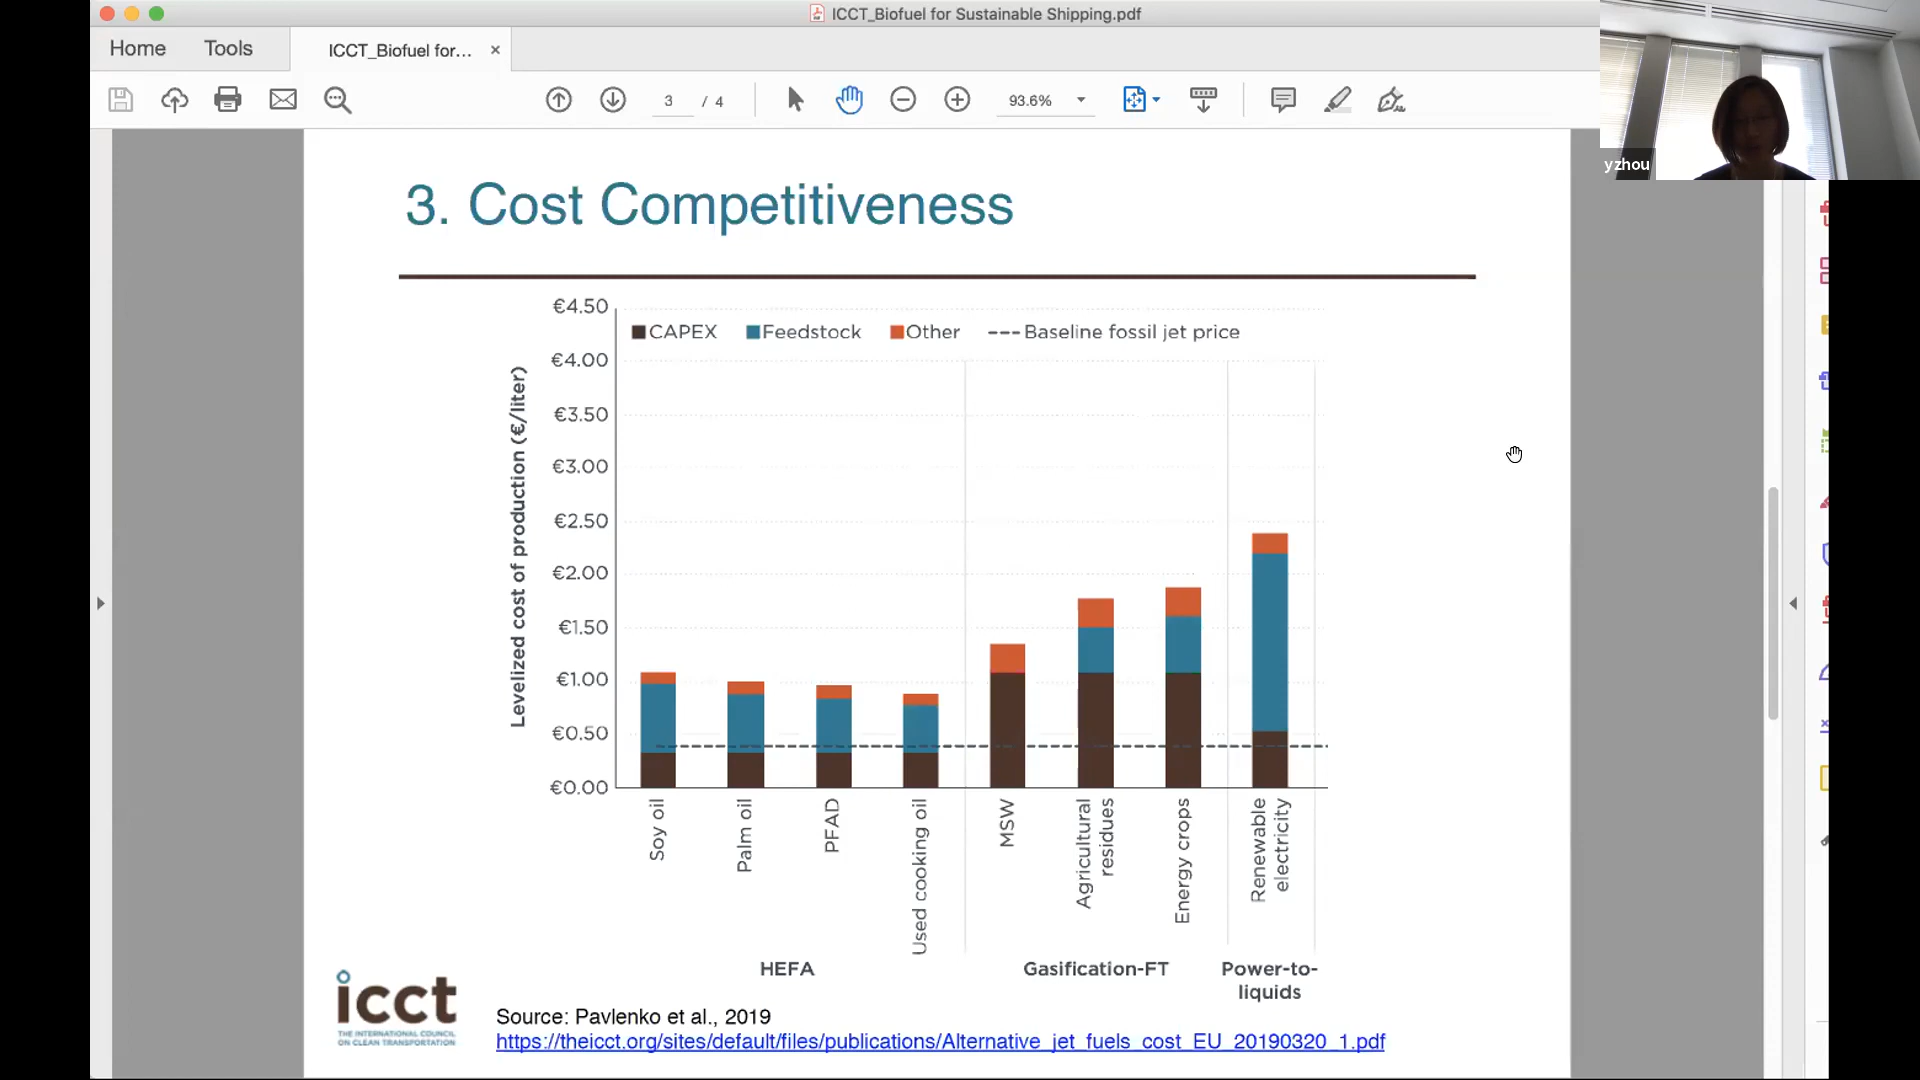 ICCT_Biofuel for Sustainable Shipping.pdf
Home
Tools
ICCT_Biofuel for...
3 / 4
93.6%
yzhou
3. Cost Competitiveness
€4.50
€4.00
€3.50
€3.00
€2.50
€2.00
€1.50
€1.00
€0.50
€0.00
Levelized cost of production (€/liter)
CAPEX
Feedstock
Other
Baseline fossil jet price
Soy oil
Palm oil
PFAD
Used cooking oil
MSW
Agricultural
residues
Energy crops
Renewable
electricity
HEFA
Gasification-FT
Power-to-
liquids
icct
THE INTERNATIONAL COUNCIL
ON CLEAN TRANSPORTATION
Source: Pavlenko et al., 2019
https://theicct.org/sites/default/files/publications/Alternative_jet_fuels_cost_EU_20190320_1.pdf